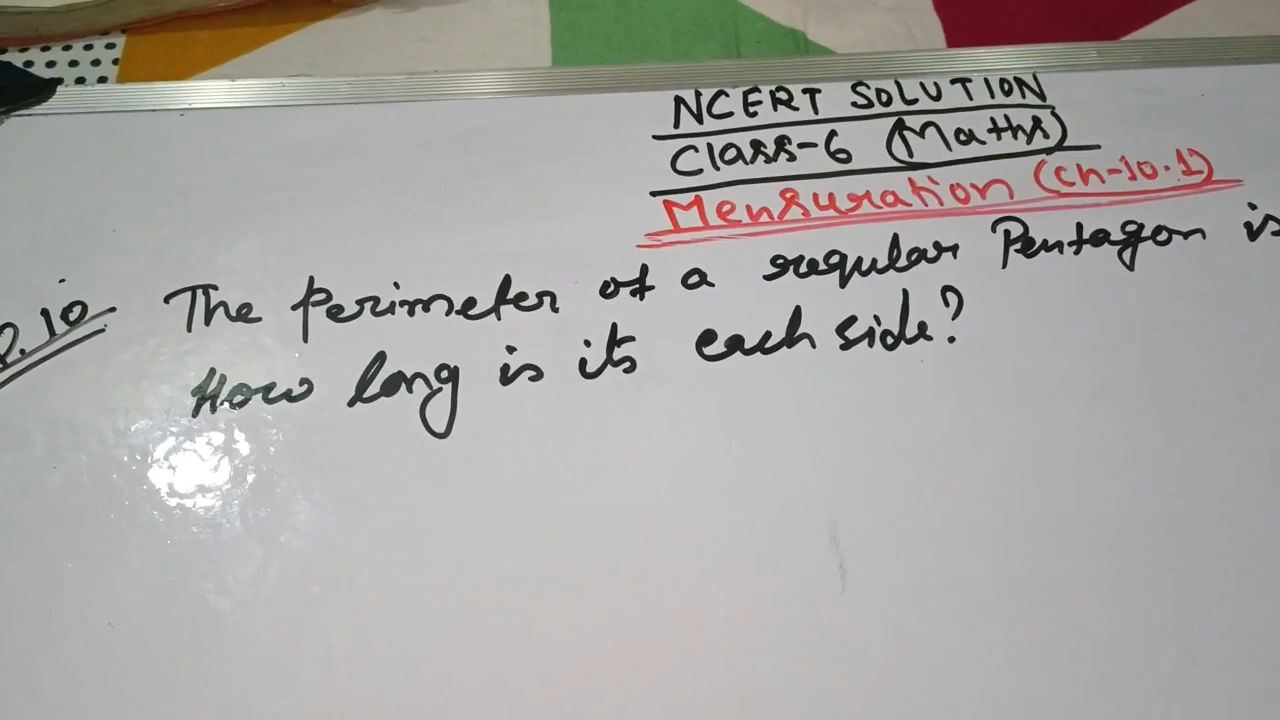 NCERT SOLUTION
Class-6 (Maths)
Mensuration (Ch-10.1)
Q.10. The Perimeter of a regular Pentagon is
How long is its each side?